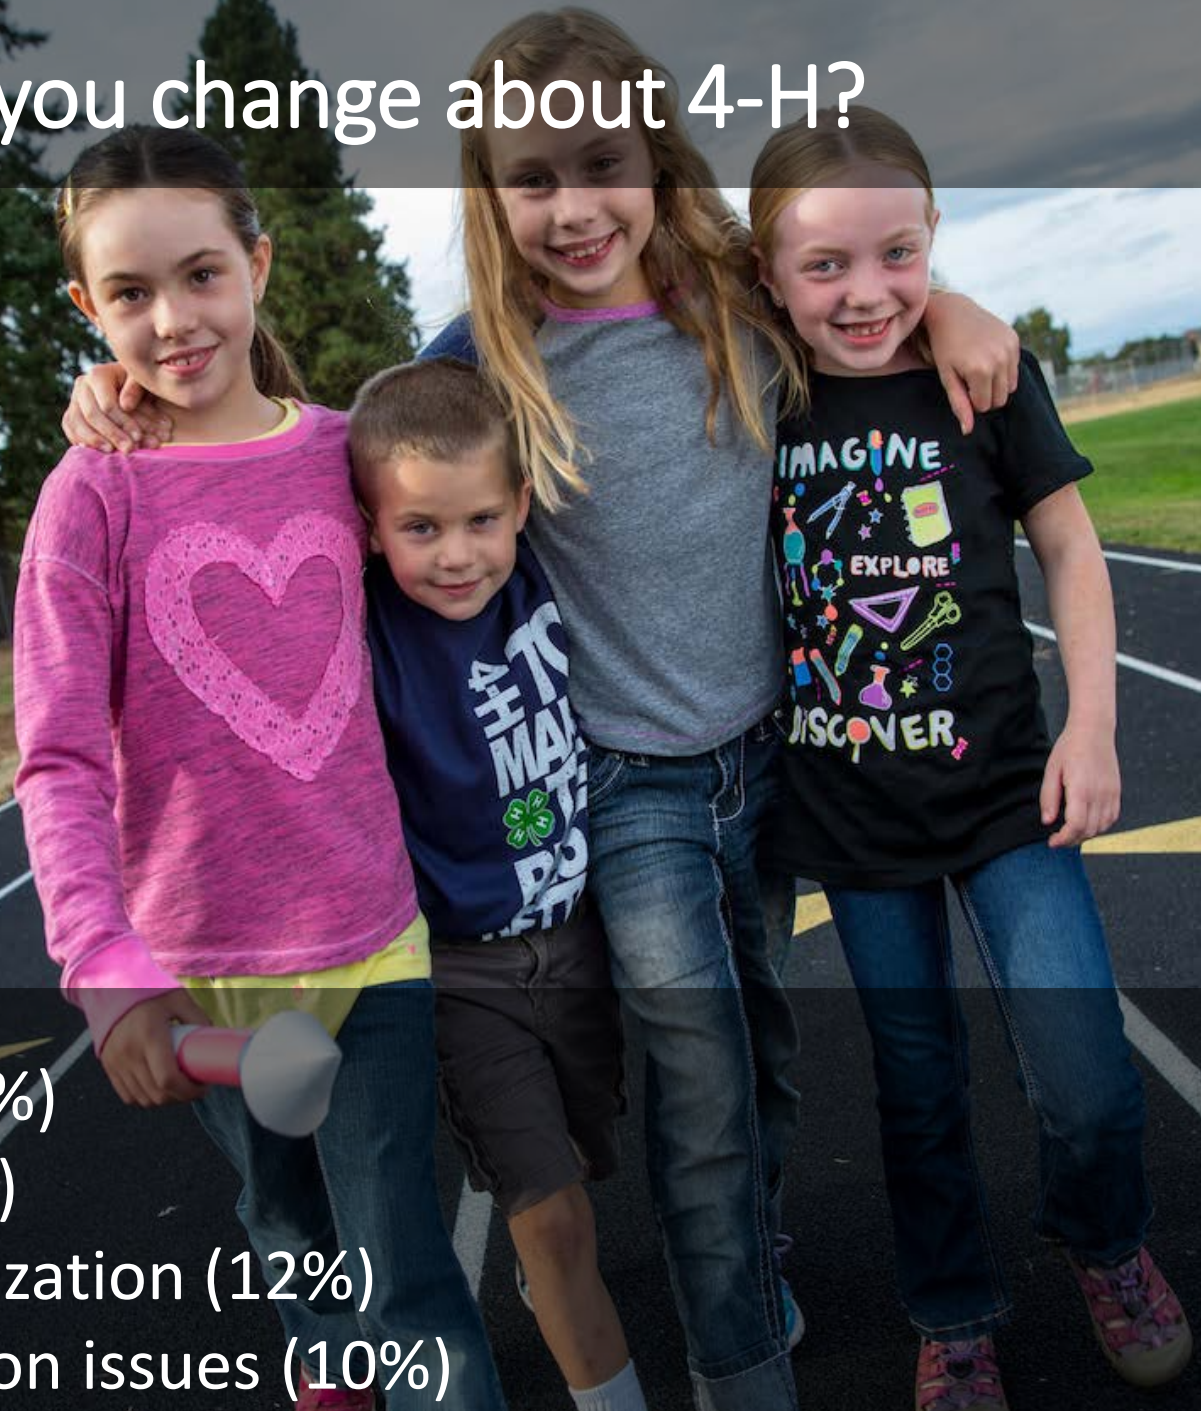 you change about 4-H?
IMAGINE
EXPLORE
DISCOVER
4-H
%)
)
zation (12%)
on issues (10%)